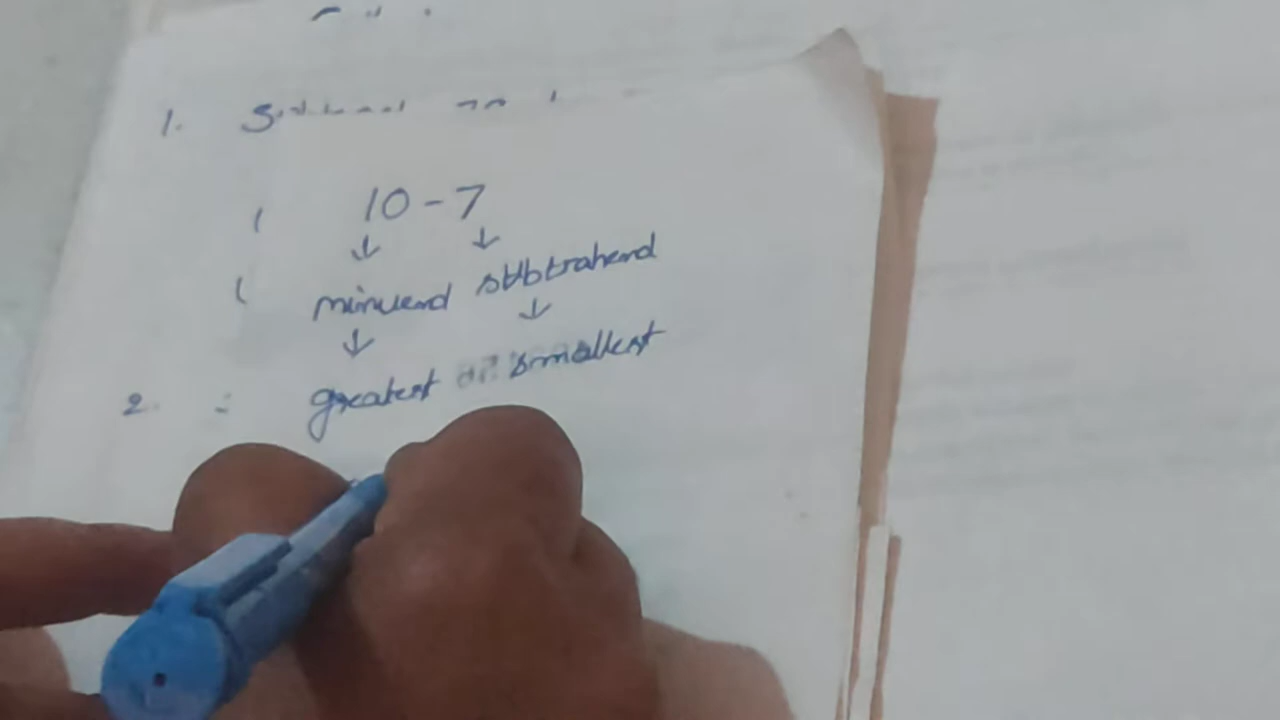 1.
10 - 7
↓ ↓
minuend subtrahend
↓ ↓
greatest smallest
2.